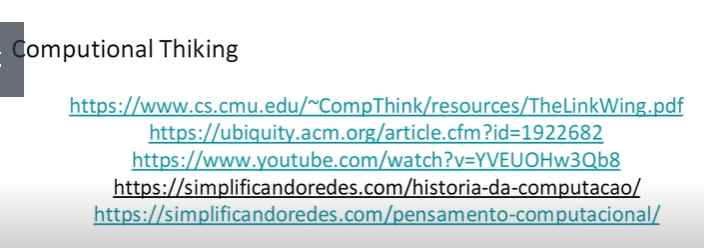 Computional Thiking
https://www.cs.cmu.edu/~CompThink/resources/TheLinkWing.pdf
https://ubiquity.acm.org/article.cfm?id=1922682
https://www.youtube.com/watch?v=YVEUOHw3Qb8
https://simplificandoredes.com/historia-da-computacao/
https://simplificandoredes.com/pensamento-computacional/